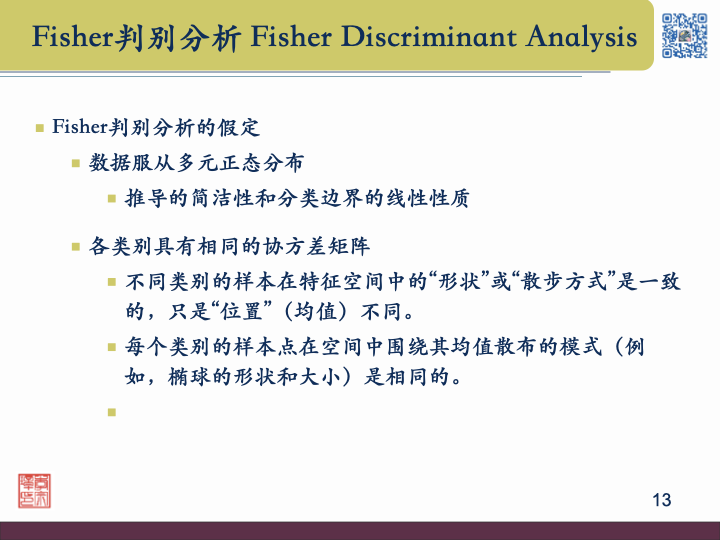 Fisher判别分析 Fisher Discriminant Analysis
Fisher判别分析的假定
数据服从多元正态分布
推导的简洁性和分类边界的线性性质
各类别具有相同的协方差矩阵
不同类别的样本在特征空间中的“形状”或“散步方式”是一致
的，只是“位置”（均值）不同。
每个类别的样本点在空间中围绕其均值散布的模式（例
如，椭球的形状和大小）是相同的。
13